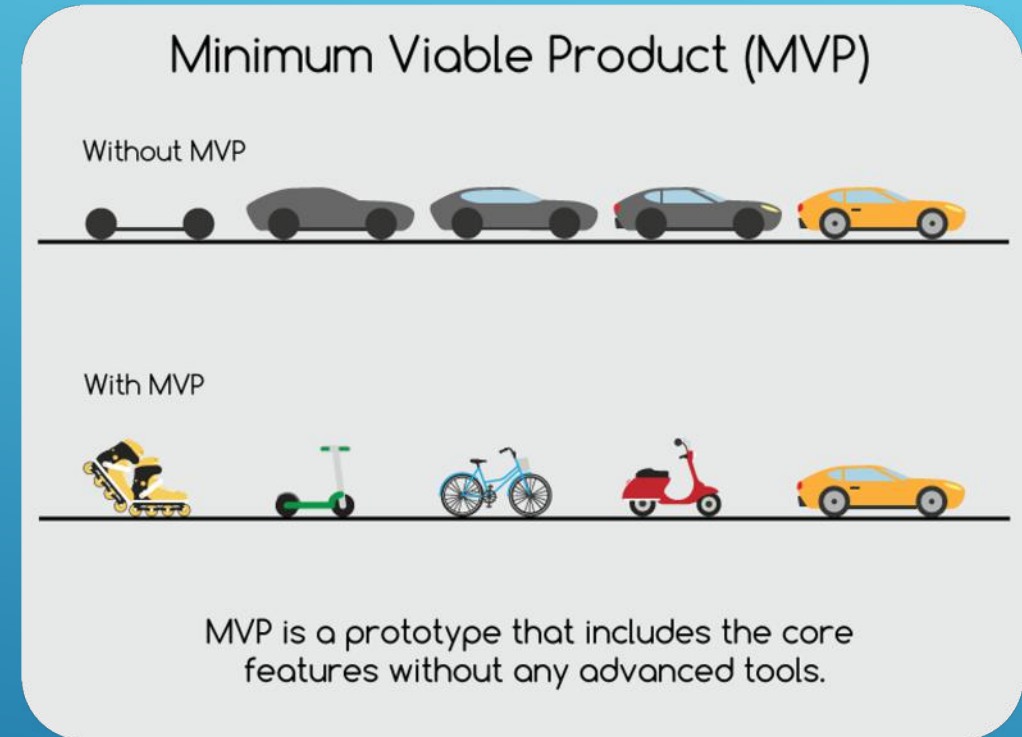 Minimum Viable Product (MVP)
Without MVP
With MVP
MVP is a prototype that includes the core
features without any advanced tools.